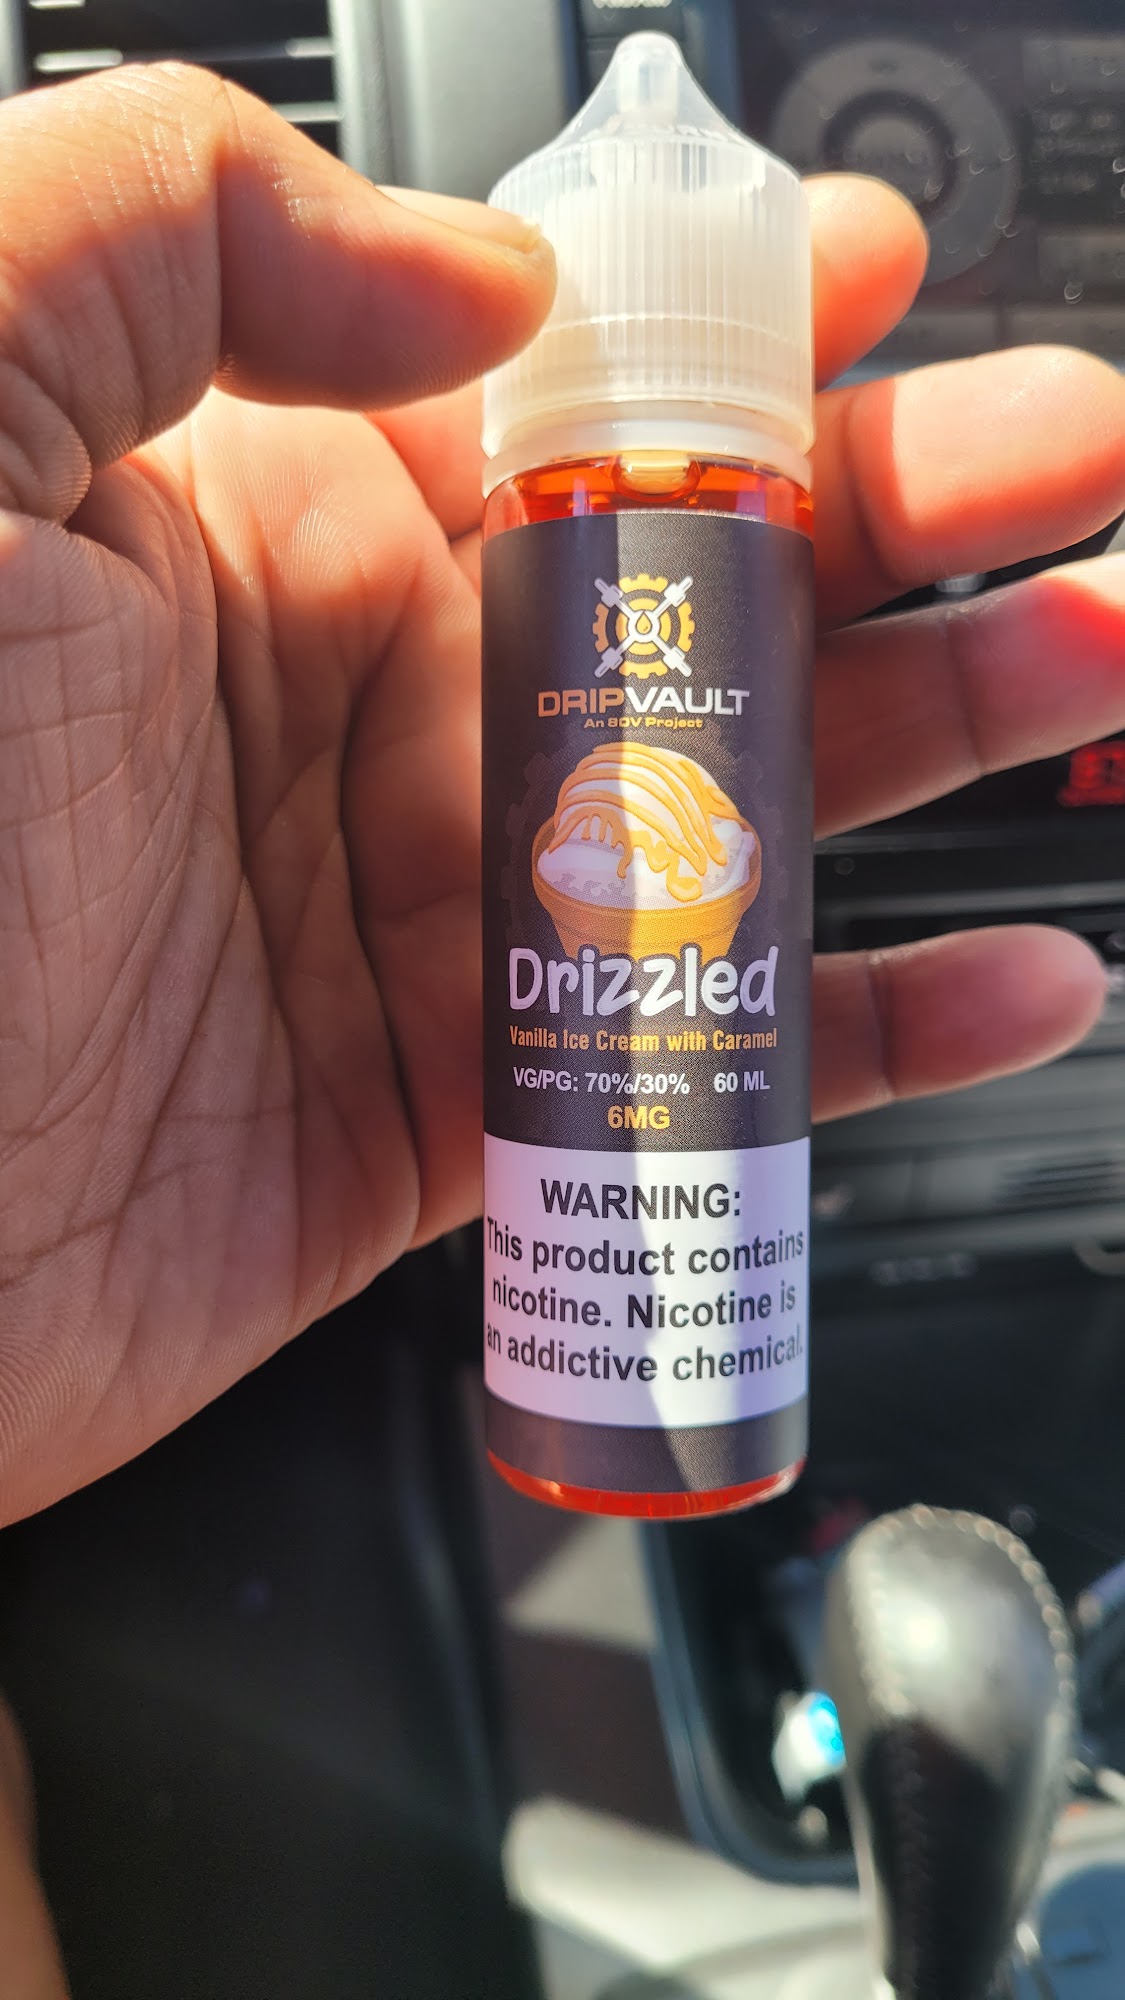 DRIPVAULT
An 80V Project
Drizzled
Vanilla Ice Cream with Caramel
VG/PG: 70%/30% 60 ML
6MG
WARNING:
This product contains
nicotine. Nicotine is
an addictive chemical.